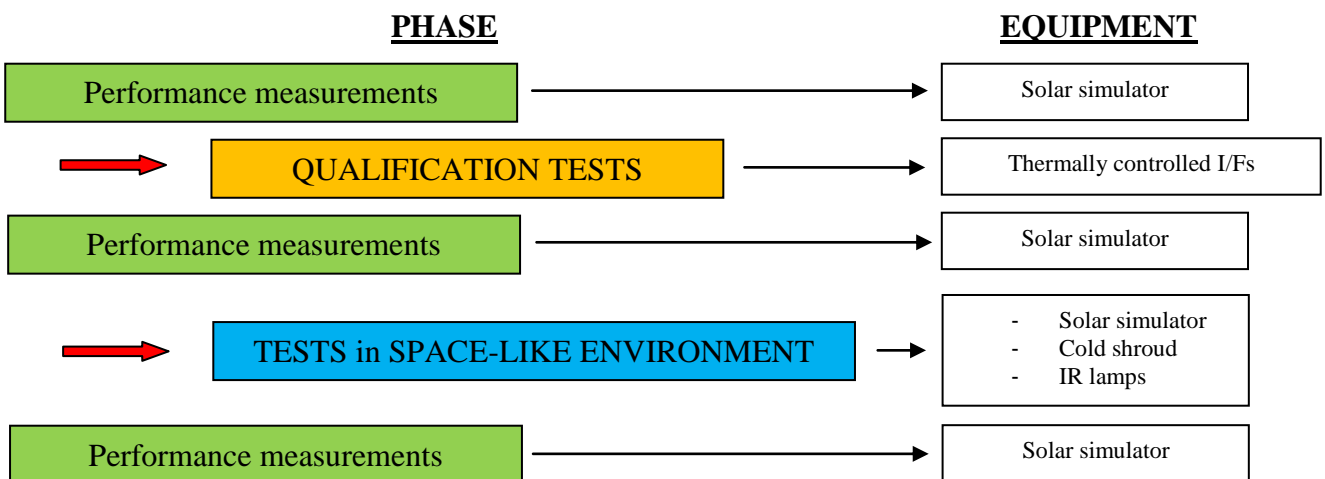 PHASE
EQUIPMENT
Performance measurements
Solar simulator
QUALIFICATION TESTS
Thermally controlled I/Fs
Performance measurements
Solar simulator
TESTS in SPACE-LIKE ENVIRONMENT
- Solar simulator
- Cold shroud
- IR lamps
Performance measurements
Solar simulator